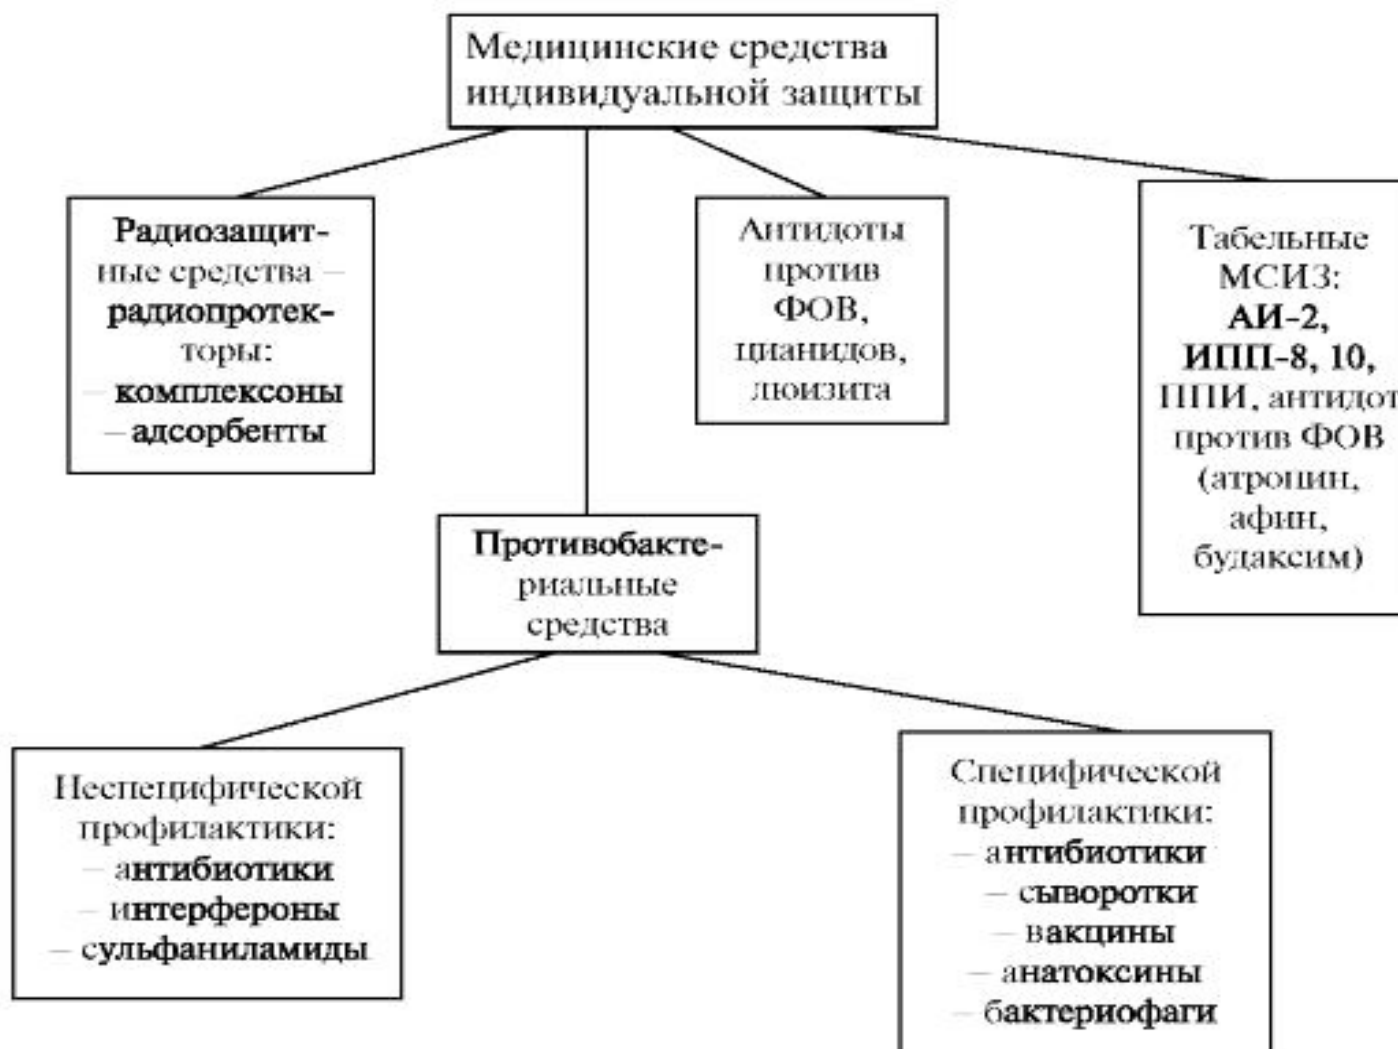 Медицинские средства
индивидуальной защиты
Радиозащит-
ные средства –
радиопротек-
торы:
– комплексоны
– адсорбенты
Антидоты
против
ФОВ,
цианидов,
люизита
Табельные
МСИЗ:
АИ-2,
ИПП-8, 10,
ППИ, антидот
против ФОВ
(атропин,
афин,
будаксим)
Противобакте-
риальные
средства
Неспецифической
профилактики:
– антибиотики
– интерфероны
– сульфаниламиды
Специфической
профилактики:
– антибиотики
– сыворотки
– вакцины
– анатоксины
– бактериофаги